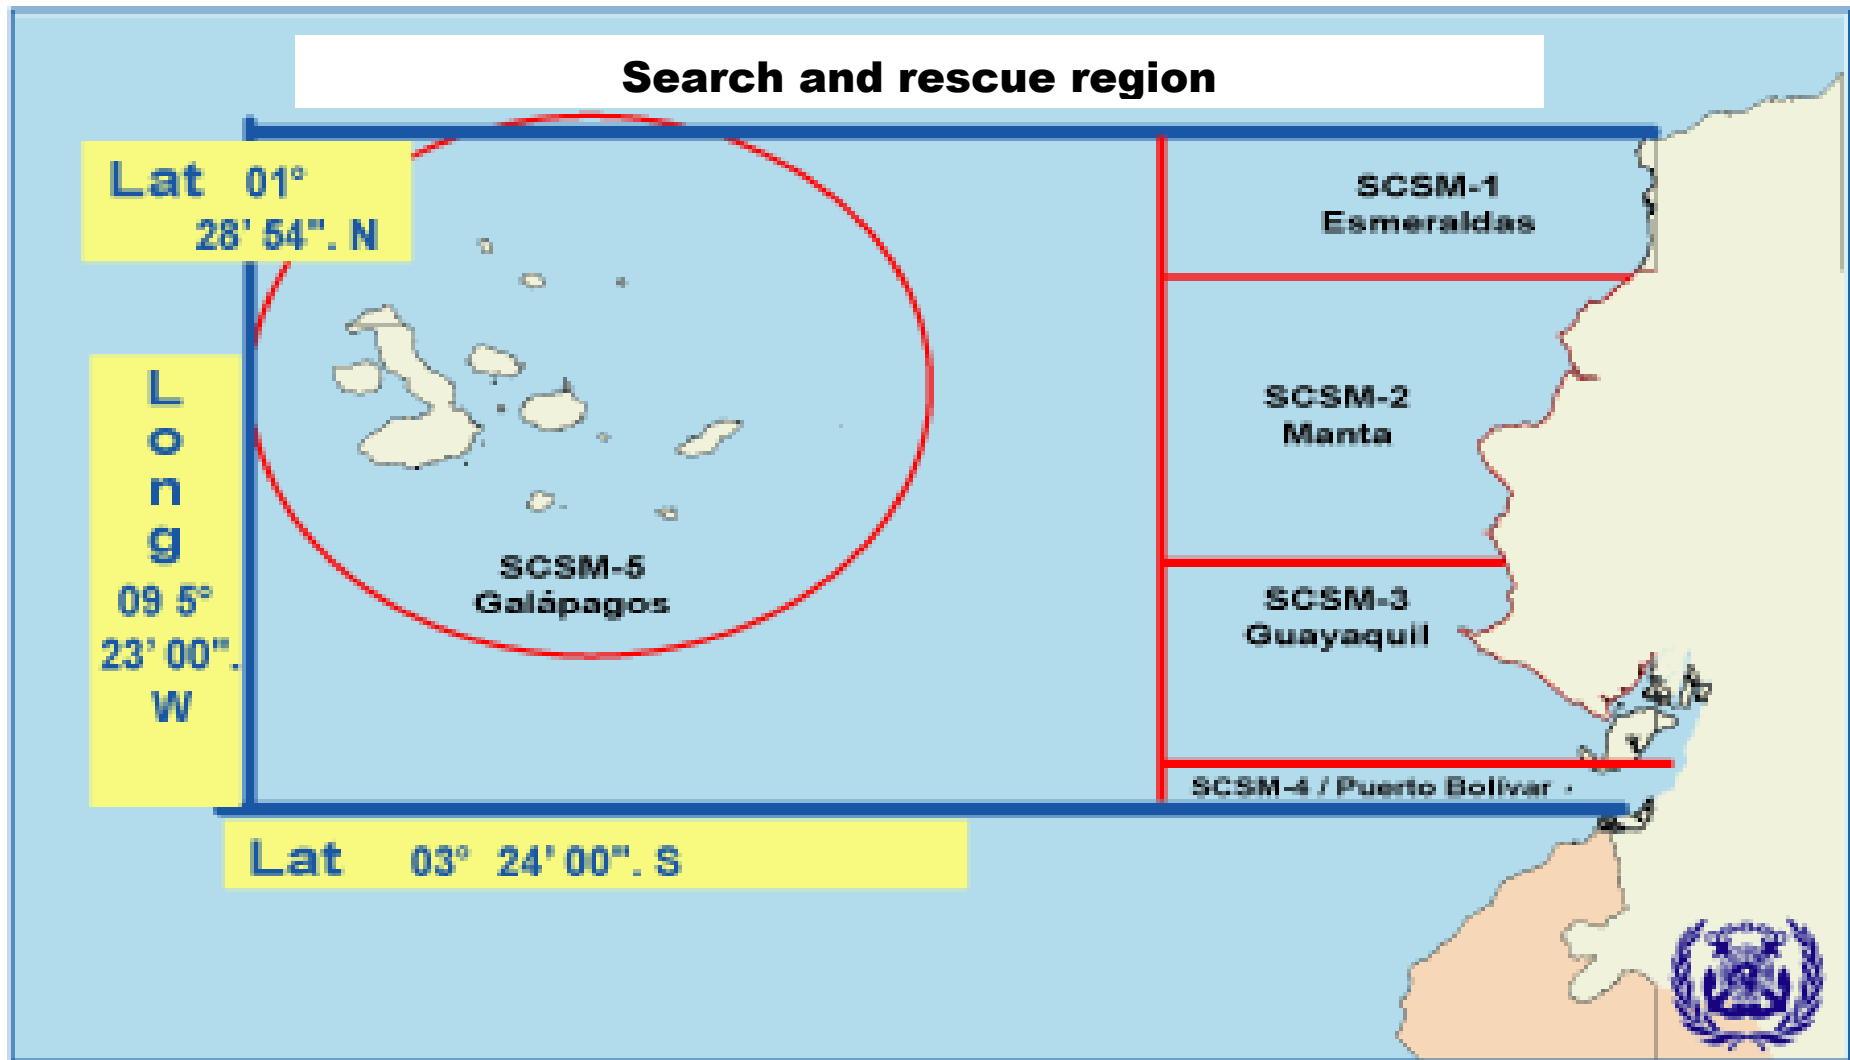 Search and rescue region
Lat 01°
28' 54". N
SCSM-1
Esmeraldas
L
o
n
g
09 5°
23' 00".
W
SCSM-2
Manta
SCSM-5
Galápagos
SCSM-3
Guayaquil
SCSM-4 / Puerto Bolívar
Lat 03° 24' 00". S